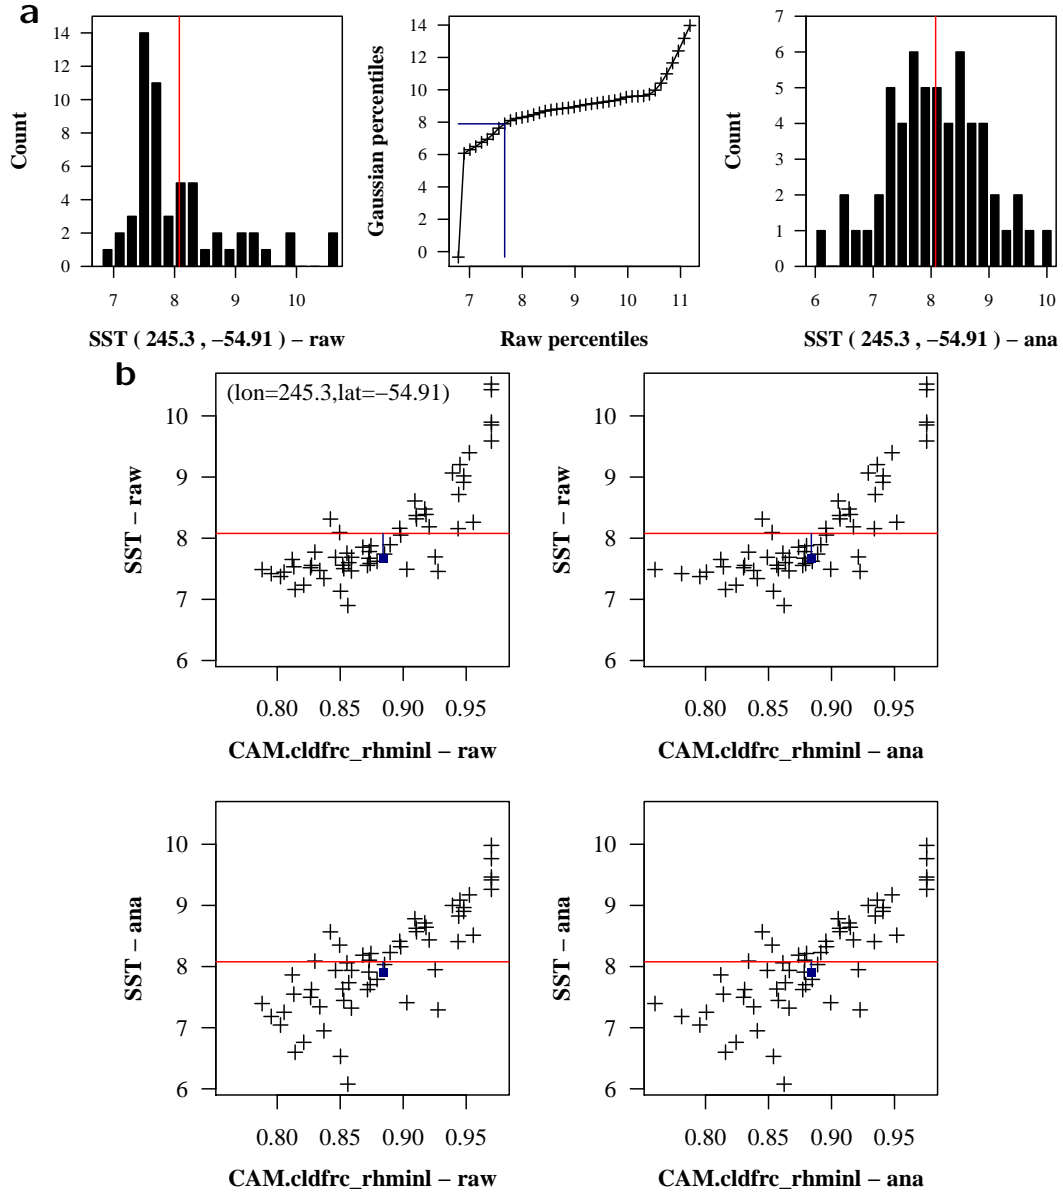 a
14
12
10
8
6
4
2
0
Count
7 8 9 10
SST ( 245.3 , −54.91 ) − raw
14
12
10
8
6
4
2
0
Gaussian percentiles
7 8 9 10 11
Raw percentiles
7
6
5
4
3
2
1
0
Count
6 7 8 9 10
SST ( 245.3 , −54.91 ) − ana
b
(lon=245.3,lat=−54.91)
10
9
8
7
6
SST − raw
0.80 0.85 0.90 0.95
CAM.cldfrc_rhminl − raw
10
9
8
7
6
SST − raw
0.80 0.85 0.90 0.95
CAM.cldfrc_rhminl − ana
10
9
8
7
6
SST − ana
0.80 0.85 0.90 0.95
CAM.cldfrc_rhminl − raw
10
9
8
7
6
SST − ana
0.80 0.85 0.90 0.95
CAM.cldfrc_rhminl − ana